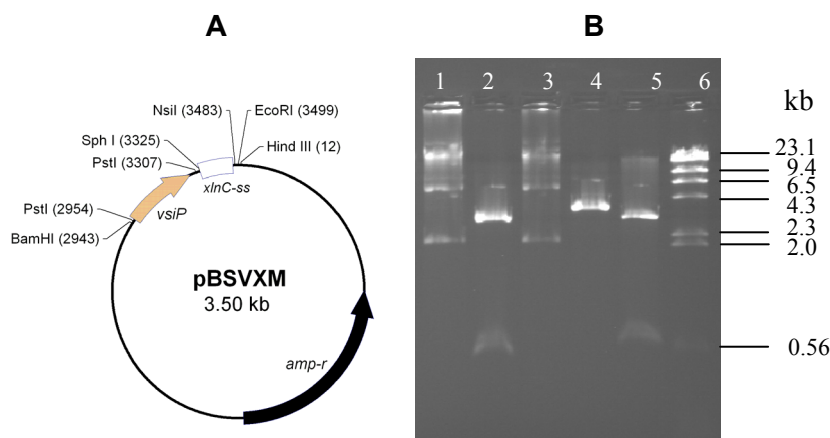 A
B
NsiI (3483)
EcoRI (3499)
Sph I (3325)
Hind III (12)
PstI (3307)
xlnC-ss
PstI (2954)
vsiP
BamHI (2943)
pBSVXM
3.50 kb
amp-r
1 2 3 4 5 6
kb
23.1
9.4
6.5
4.3
2.3
2.0
0.56